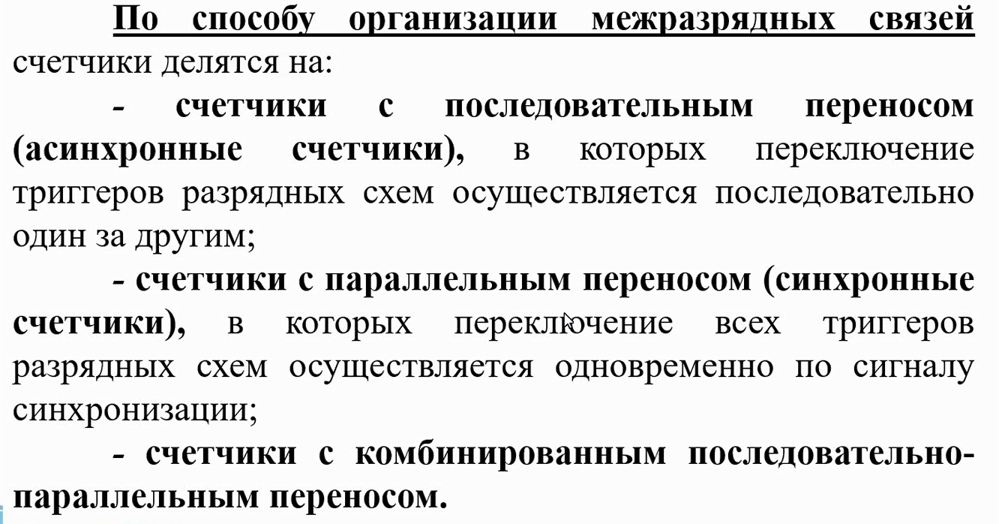 По способу организации межразрядных связей
счетчики делятся на:
- счетчики с последовательным переносом
(асинхронные счетчики), в которых переключение
триггеров разрядных схем осуществляется последовательно
один за другим;
- счетчики с параллельным переносом (синхронные
счетчики), в которых переключение всех триггеров
разрядных схем осуществляется одновременно по сигналу
синхронизации;
- счетчики с комбинированным последовательно-
параллельным переносом.